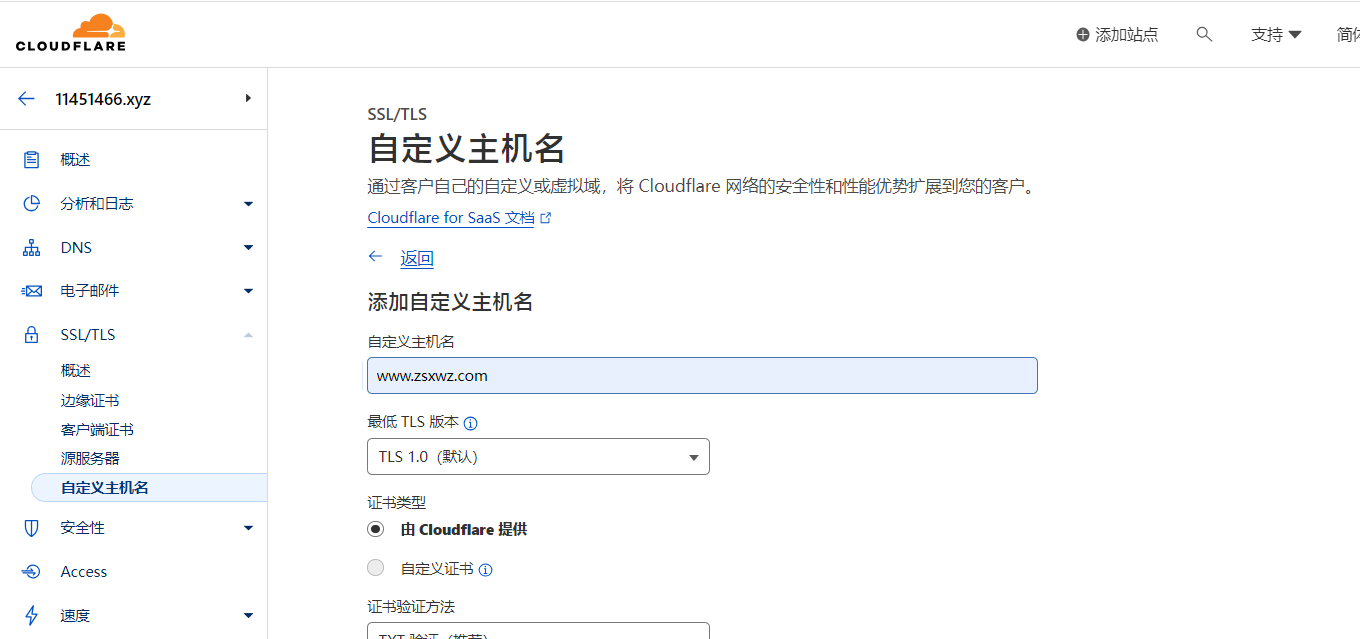 CLOUDFLARE
添加站点
支持
简体
11451466.xyz
概述
分析和日志
DNS
电子邮件
SSL/TLS
概述
边缘证书
客户端证书
源服务器
自定义主机名
安全性
Access
速度
SSL/TLS
自定义主机名
通过客户自己的自定义或虚拟域，将 Cloudflare 网络的安全性和性能优势扩展到您的客户。
Cloudflare for SaaS 文档
返回
添加自定义主机名
自定义主机名
www.zsxwz.com
最低 TLS 版本
TLS 1.0（默认）
证书类型
由 Cloudflare 提供
自定义证书
证书验证方法
TXT 验证（推荐）